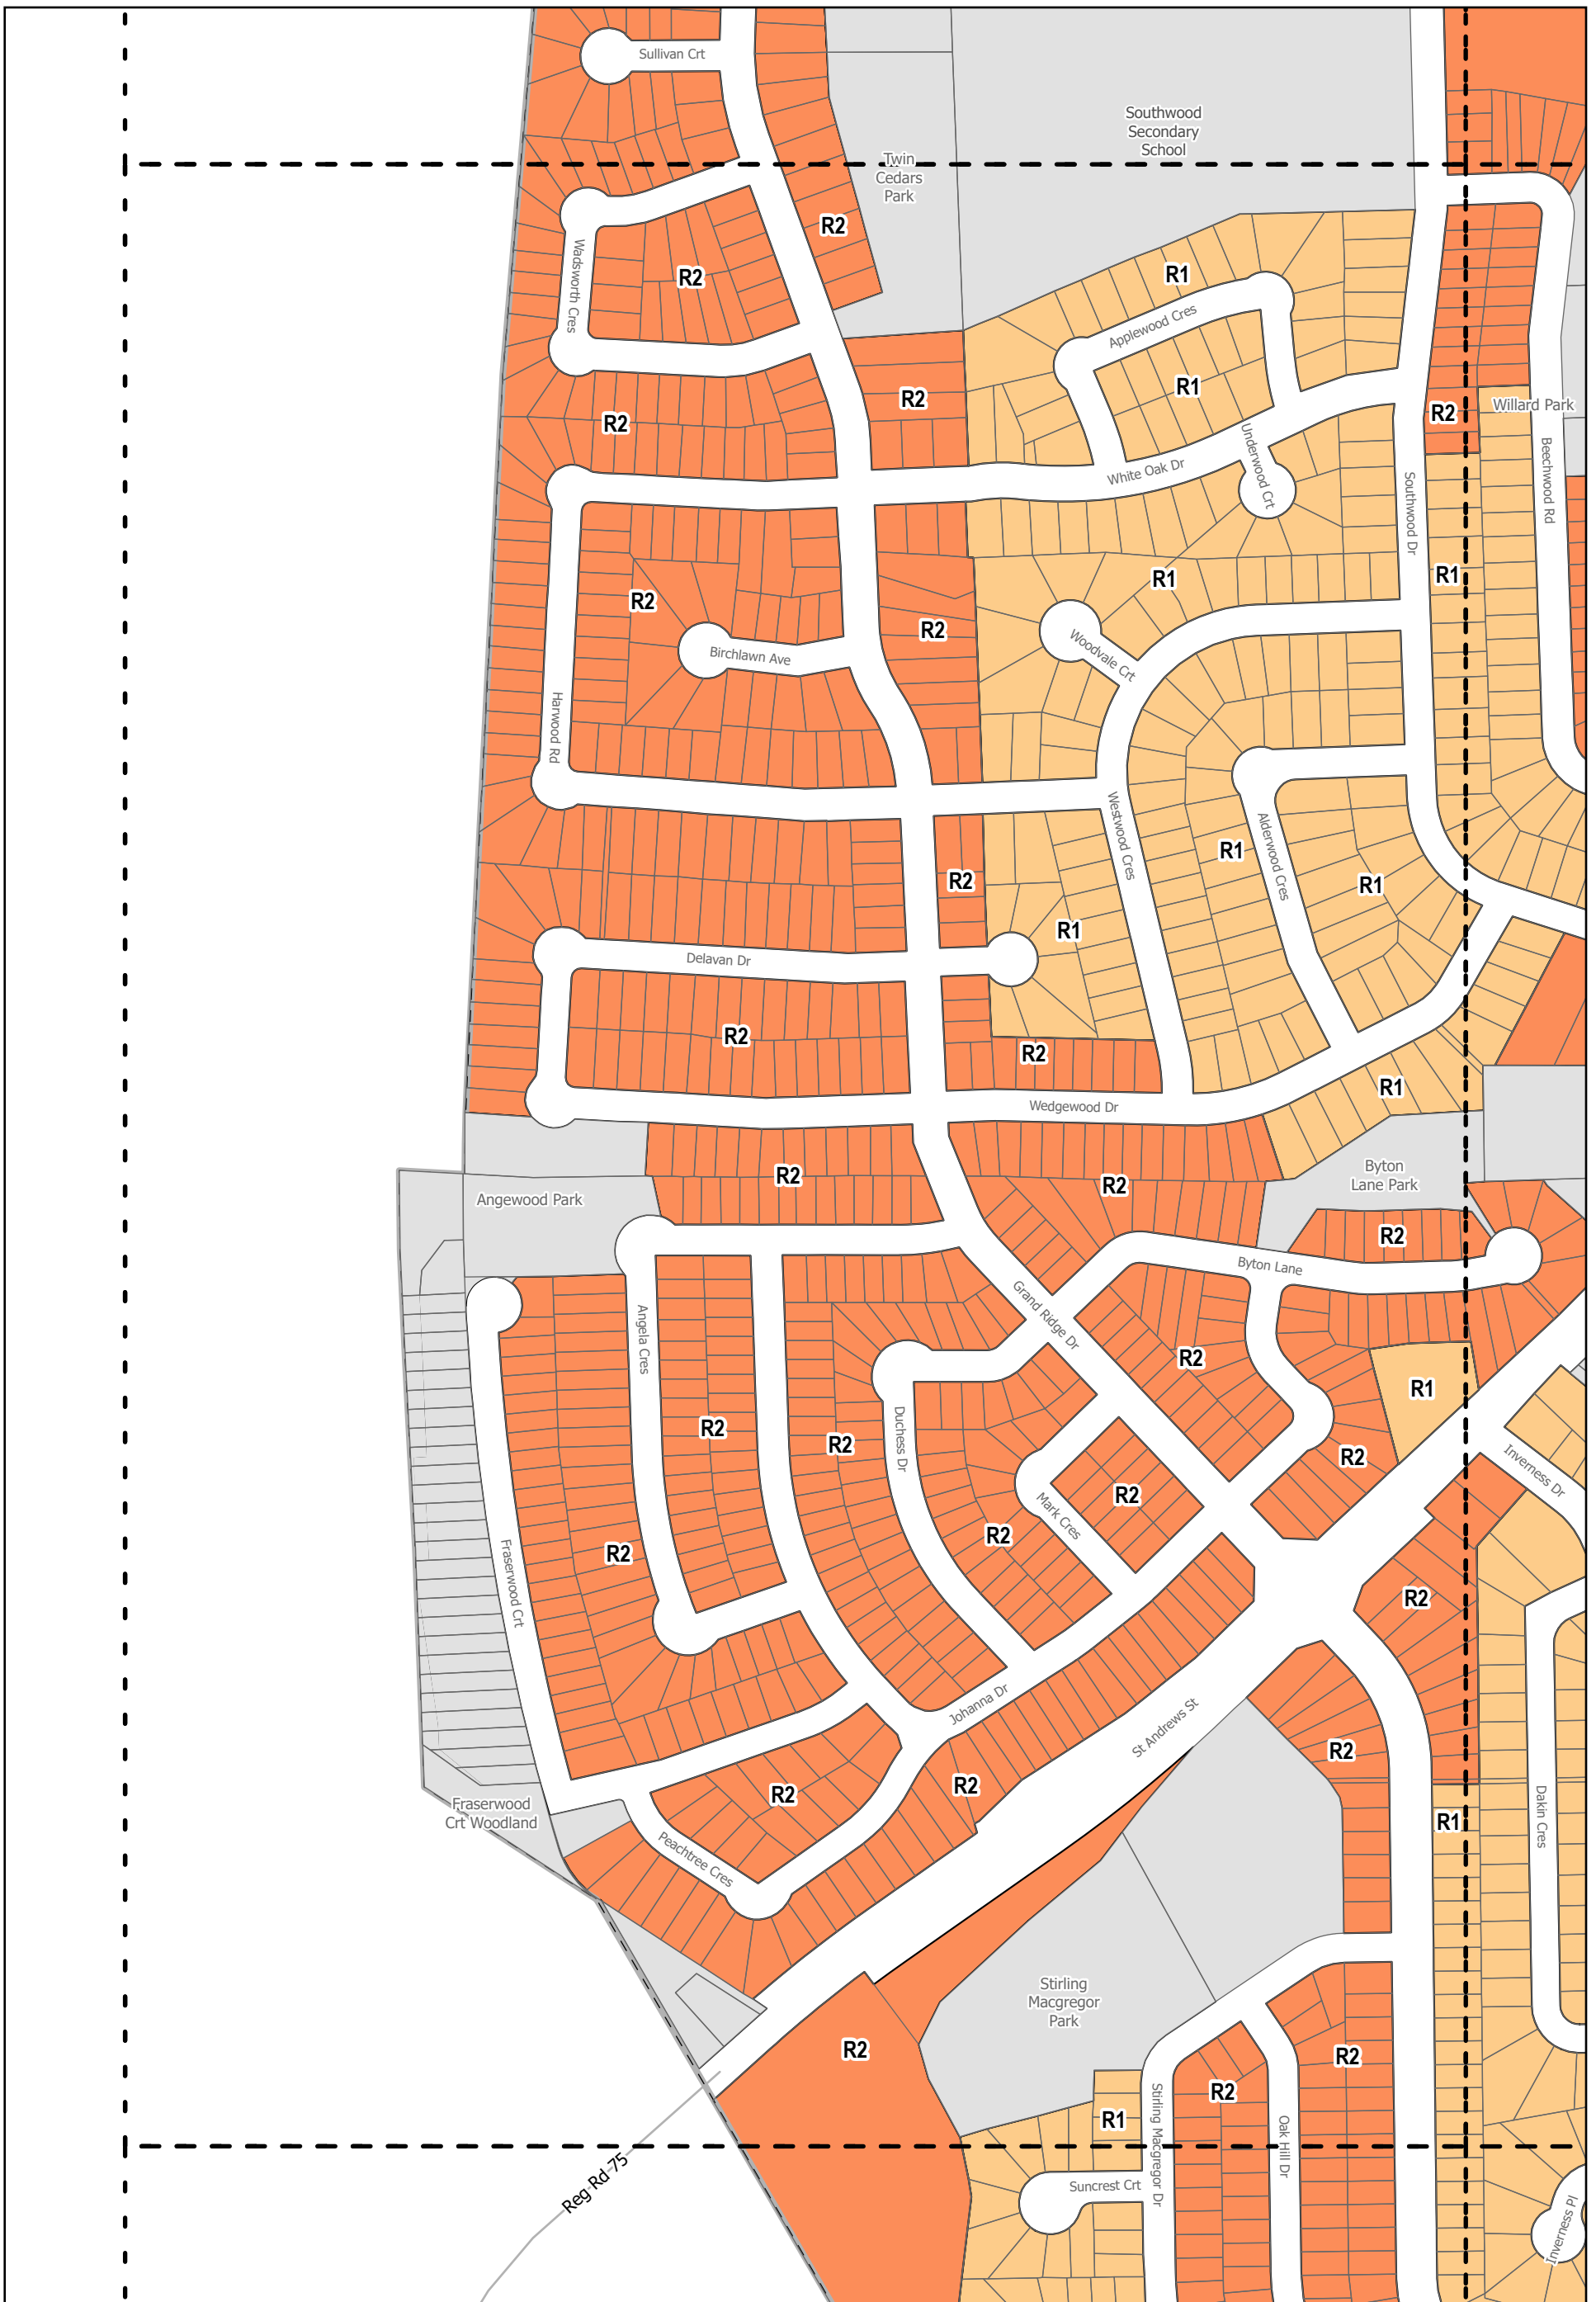 Sullivan Crt
Southwood
Secondary
School
Twin
Cedars
Park
R2
Wadsworth Cres
R2
R1
Applewood Cres
R1
R2
R2
R2
Willard Park
Underwood Crt
White Oak Dr
Southwood Dr
Beechwood Rd
R1
R1
R2
R2
Woodvale Crt
Birchlawn Ave
Harwood Rd
Westwood Cres
Alderwood Cres
R1
R2
R1
R1
Delavan Dr
R2
R2
R1
Wedgewood Dr
R2
R2
Byton
Lane Park
Angewood Park
R2
Byton Lane
Grand Ridge Dr
Angela Cres
R2
R1
Duchess Dr
R2
R2
R2
Inverness Dr
R2
Mark Cres
R2
R2
Fraserwood Crt
R2
Johanna Dr
St Andrews St
R2
R2
R2
Fraserwood
Crt Woodland
R1
Dakin Cres
Peachtree Cres
Stirling
Macgregor
Park
R2
R2
R2
R1
Stirling Macgregor Dr
Oak Hill Dr
Reg Rd 75
Suncrest Crt
Inverness Pl